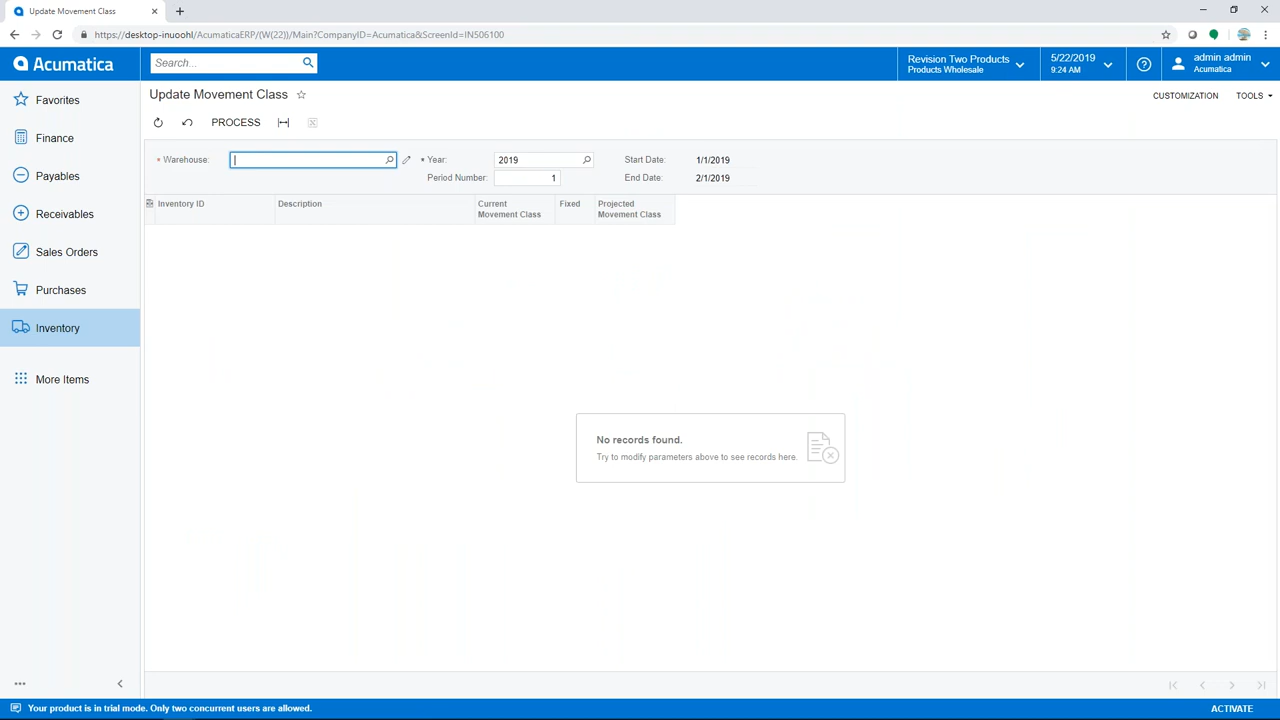 Update Movement Class
https://desktop-inuoohl/AcumaticaERP/(W(22))/Main?CompanyID=Acumatica&ScreenId=IN506100
Acumatica
Search...
Revision Two Products
Products Wholesale
5/22/2019
9:24 AM
admin admin
Acumatica
Favorites
Finance
Payables
Receivables
Sales Orders
Purchases
Inventory
More Items
Update Movement Class
CUSTOMIZATION TOOLS
PROCESS
* Warehouse:
* Year: 2019
Start Date: 1/1/2019
Period Number: 1
End Date: 2/1/2019
Inventory ID
Description
Current
Movement Class
Fixed
Projected
Movement Class
No records found.
Try to modify parameters above to see records here.
Your product is in trial mode. Only two concurrent users are allowed.
ACTIVATE